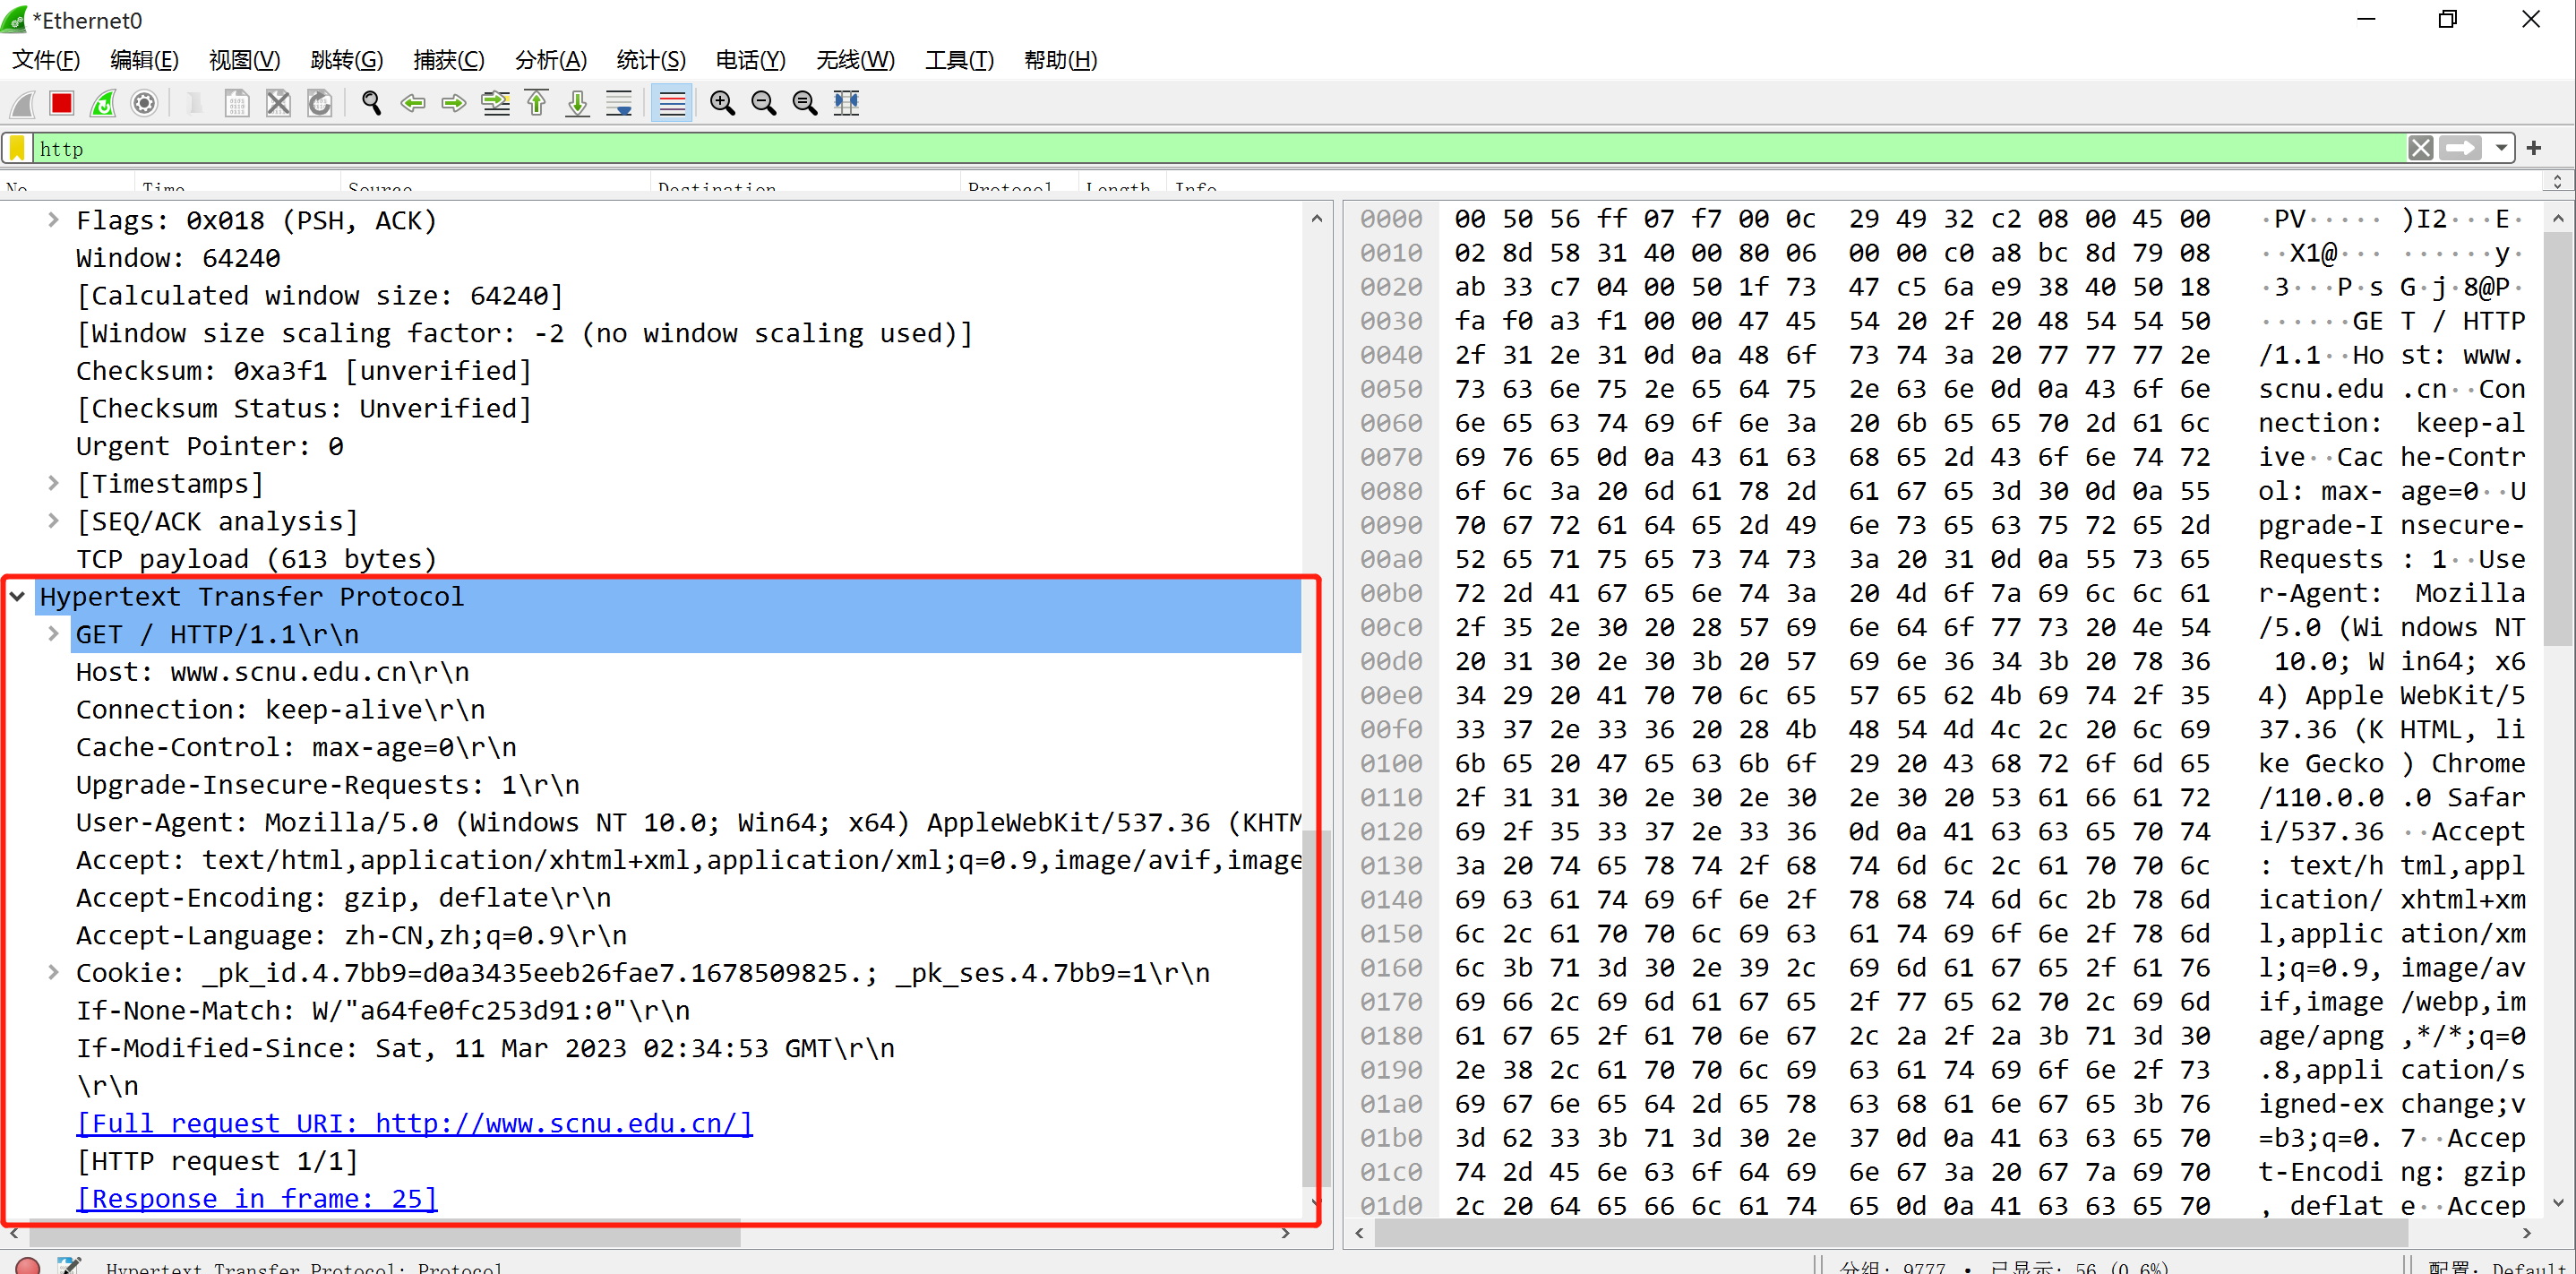 *Ethernet0
文件(F) 编辑(E) 视图(V) 跳转(G) 捕获(C) 分析(A) 统计(S) 电话(Y) 无线(W) 工具(T) 帮助(H)
http
No. Time Source Destination Protocol Length Info
Flags: 0x018 (PSH, ACK)
Window: 64240
[Calculated window size: 64240]
[Window size scaling factor: -2 (no window scaling used)]
Checksum: 0xa3f1 [unverified]
[Checksum Status: Unverified]
Urgent Pointer: 0
[Timestamps]
[SEQ/ACK analysis]
TCP payload (613 bytes)
Hypertext Transfer Protocol
GET / HTTP/1.1\r\n
Host: www.scnu.edu.cn\r\n
Connection: keep-alive\r\n
Cache-Control: max-age=0\r\n
Upgrade-Insecure-Requests: 1\r\n
User-Agent: Mozilla/5.0 (Windows NT 10.0; Win64; x64) AppleWebKit/537.36 (KHTM
Accept: text/html,application/xhtml+xml,application/xml;q=0.9,image/avif,image
Accept-Encoding: gzip, deflate\r\n
Accept-Language: zh-CN,zh;q=0.9\r\n
Cookie: _pk_id.4.7bb9=d0a3435eeb26fae7.1678509825.; _pk_ses.4.7bb9=1\r\n
If-None-Match: W/"a64fe0fc253d91:0"\r\n
If-Modified-Since: Sat, 11 Mar 2023 02:34:53 GMT\r\n
\r\n
[Full request URI: http://www.scnu.edu.cn/]
[HTTP request 1/1]
[Response in frame: 25]
0000 00 50 56 ff 07 f7 00 0c 29 49 32 c2 08 00 45 00 ·PV····· )I2···E·
0010 02 8d 58 31 40 00 80 06 00 00 c0 a8 bc 8d 79 08 ··X1@··· ······y·
0020 ab 33 c7 04 00 50 1f 73 47 c5 6a e9 38 40 50 18 ·3···P·s G·j·8@P·
0030 fa f0 a3 f1 00 00 47 45 54 20 2f 20 48 54 54 50 ······GE T / HTTP
0040 2f 31 2e 31 0d 0a 48 6f 73 74 3a 20 77 77 77 2e /1.1··Ho st: www.
0050 73 63 6e 75 2e 65 64 75 2e 63 6e 0d 0a 43 6f 6e scnu.edu .cn··Con
0060 6e 65 63 74 69 6f 6e 3a 20 6b 65 65 70 2d 61 6c nection: keep-al
0070 69 76 65 0d 0a 43 61 63 68 65 2d 43 6f 6e 74 72 ive··Cac he-Contr
0080 6f 6c 3a 20 6d 61 78 2d 61 67 65 3d 30 0d 0a 55 ol: max- age=0··U
0090 70 67 72 61 64 65 2d 49 6e 73 65 63 75 72 65 2d pgrade-I nsecure-
00a0 52 65 71 75 65 73 74 73 3a 20 31 0d 0a 55 73 65 Requests : 1··Use
00b0 72 2d 41 67 65 6e 74 3a 20 4d 6f 7a 69 6c 6c 61 r-Agent: Mozilla
00c0 2f 35 2e 30 20 28 57 69 6e 64 6f 77 73 20 4e 54 /5.0 (Wi ndows NT
00d0 20 31 30 2e 30 3b 20 57 69 6e 36 34 3b 20 78 36 10.0; W in64; x6
00e0 34 29 20 41 70 70 6c 65 57 65 62 4b 69 74 2f 35 4) Apple WebKit/5
00f0 33 37 2e 33 36 20 28 4b 48 54 4d 4c 2c 20 6c 69 37.36 (K HTML, li
0100 6b 65 20 47 65 63 6b 6f 29 20 43 68 72 6f 6d 65 ke Gecko ) Chrome
0110 2f 31 31 30 2e 30 2e 30 2e 30 20 53 61 66 61 72 /110.0.0 .0 Safar
0120 69 2f 35 33 37 2e 33 36 0d 0a 41 63 63 65 70 74 i/537.36 ··Accept
0130 3a 20 74 65 78 74 2f 68 74 6d 6c 2c 61 70 70 6c : text/h tml,appl
0140 69 63 61 74 69 6f 6e 2f 78 68 74 6d 6c 2b 78 6d ication/ xhtml+xm
0150 6c 2c 61 70 70 6c 69 63 61 74 69 6f 6e 2f 78 6d l,applic ation/xm
0160 6c 3b 71 3d 30 2e 39 2c 69 6d 61 67 65 2f 61 76 l;q=0.9, image/av
0170 69 66 2c 69 6d 61 67 65 2f 77 65 62 70 2c 69 6d if,image /webp,im
0180 61 67 65 2f 61 70 6e 67 2c 2a 2f 2a 3b 71 3d 30 age/apng ,*/*;q=0
0190 2e 38 2c 61 70 70 6c 69 63 61 74 69 6f 6e 2f 73 .8,appli cation/s
01a0 69 67 6e 65 64 2d 65 78 63 68 61 6e 67 65 3b 76 igned-ex change;v
01b0 3d 62 33 3b 71 3d 30 2e 37 0d 0a 41 63 63 65 70 =b3;q=0. 7··Accep
01c0 74 2d 45 6e 63 6f 64 69 6e 67 3a 20 67 7a 69 70 t-Encodi ng: gzip
01d0 2c 20 64 65 66 6c 61 74 65 0d 0a 41 63 63 65 70 , deflat e··Accep
Hypertext Transfer Protocol: Protocol
分组: 9777 · 已显示: 56 (0.6%)
配置: Default